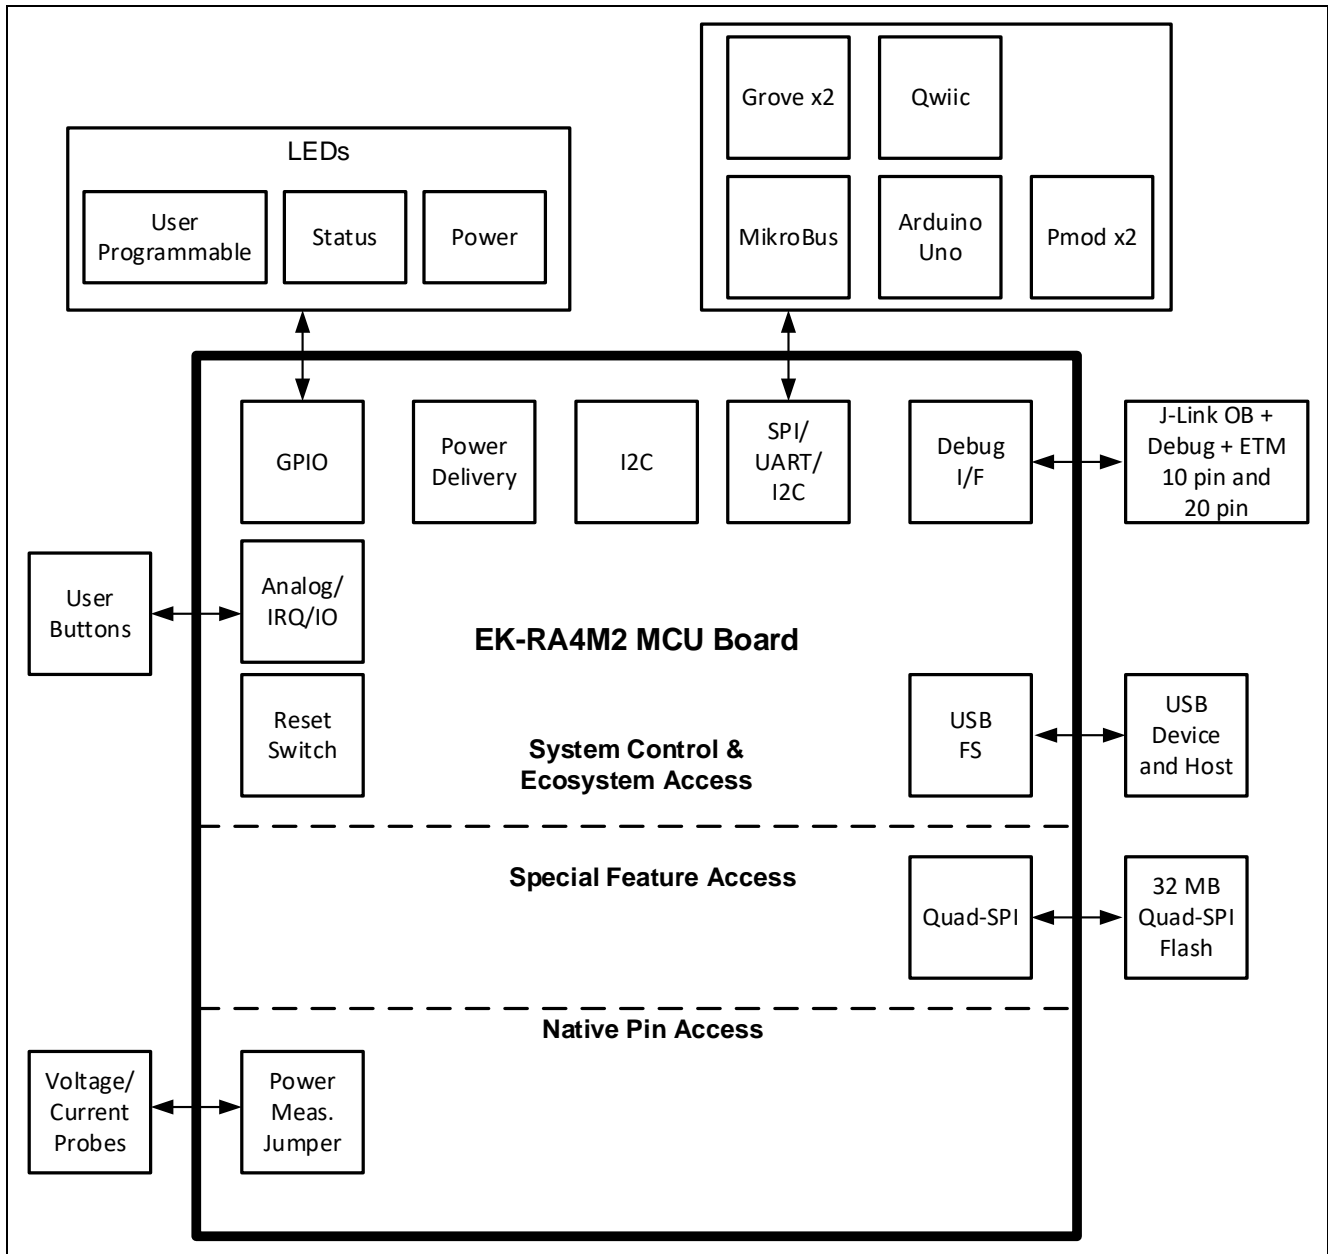 Grove x2
Qwiic
LEDs
User
Programmable
Status
Power
MikroBus
Arduino
Uno
Pmod x2
GPIO
Power
Delivery
I2C
SPI/
UART/
I2C
Debug
I/F
J-Link OB +
Debug + ETM
10 pin and
20 pin
User
Buttons
Analog/
IRQ/IO
EK-RA4M2 MCU Board
Reset
Switch
System Control &
Ecosystem Access
USB
FS
USB
Device
and Host
Special Feature Access
Quad-SPI
32 MB
Quad-SPI
Flash
Native Pin Access
Voltage/
Current
Probes
Power
Meas.
Jumper